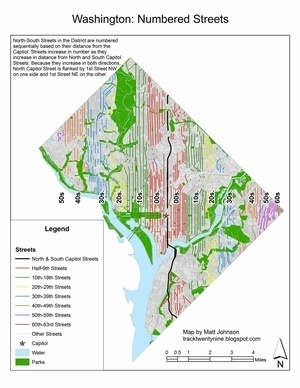 Washington: Numbered Streets
North-South Streets in the District are numbered
sequentially based on their distance from the
Capitol. Streets increase in number as they
increase in distance from North and South Capitol
Streets. Because they increase in both directions,
North Capitol Street is flanked by 1st Street NW
on one side and 1st Street NE on the other.
50s
40s
30s
20s
10s
00s
00s
10s
20s
30s
40s
50s
60s
Legend
Streets
North & South Capitol Streets
Half-9th Streets
10th-19th Streets
20th-29th Streets
30th-39th Streets
40th-49th Streets
50th-59th Streets
60th-63rd Streets
Other Streets
Capitol
Water
Parks
Map by Matt Johnson
tracktwentynine.blogspot.com
0 0.5 1 2 3 4
Miles
N